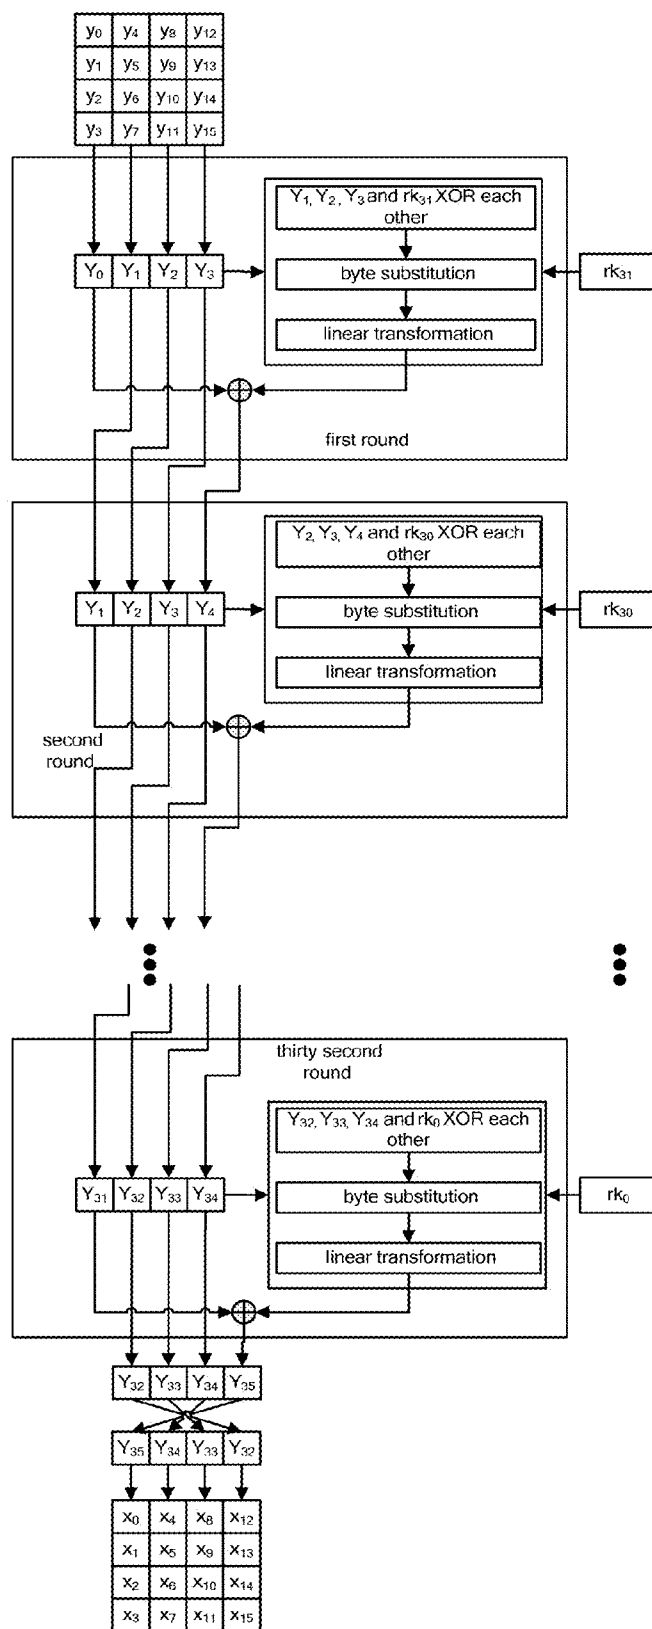 y₀ y₄ y₈ y₁₂
y₁ y₅ y₉ y₁₃
y₂ y₆ y₁₀ y₁₄
y₃ y₇ y₁₁ y₁₅
Y₁, Y₂, Y₃ and rk₃₁ XOR each
other
Y₀ Y₁ Y₂ Y₃
byte substitution
rk₃₁
linear transformation
first round
Y₂, Y₃, Y₄ and rk₃₀ XOR each
other
Y₁ Y₂ Y₃ Y₄
byte substitution
rk₃₀
linear transformation
second
round
thirty second
round
Y₃₂, Y₃₃, Y₃₄ and rk₀ XOR each
other
Y₃₁ Y₃₂ Y₃₃ Y₃₄
byte substitution
rk₀
linear transformation
Y₃₂ Y₃₃ Y₃₄ Y₃₅
Y₃₅ Y₃₄ Y₃₃ Y₃₂
x₀ x₄ x₈ x₁₂
x₁ x₅ x₉ x₁₃
x₂ x₆ x₁₀ x₁₄
x₃ x₇ x₁₁ x₁₅